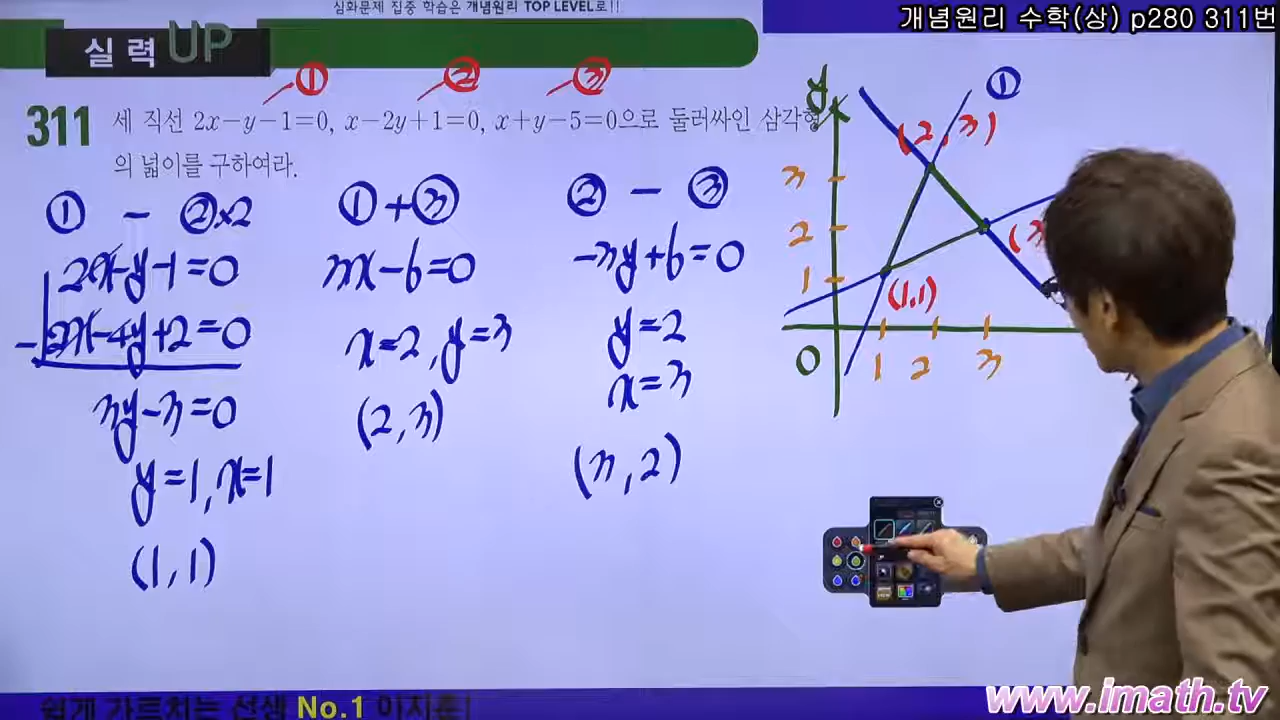 심화문제 집중 학습은 개념원리 TOP LEVEL로!!
개념원리 수학(상) p280 311번
실력 UP
① ② ③
311 세 직선 2x-y-1=0, x-2y+1=0, x+y-5=0으로 둘러싸인 삼각형
의 넓이를 구하여라.
① - ②×2
2x-y-1=0
- 2x-4y+2=0
3y-3=0
y=1, x=1
(1, 1)
①+③
3x-6=0
x=2, y=3
(2, 3)
② - ③
-3y+6=0
y=2
x=3
(3, 2)
y
①
(2, 3)
3
2
(3
1
(1,1)
0
1 2 3
쉽게 가르치는 선생 No.1
www.imath.tv